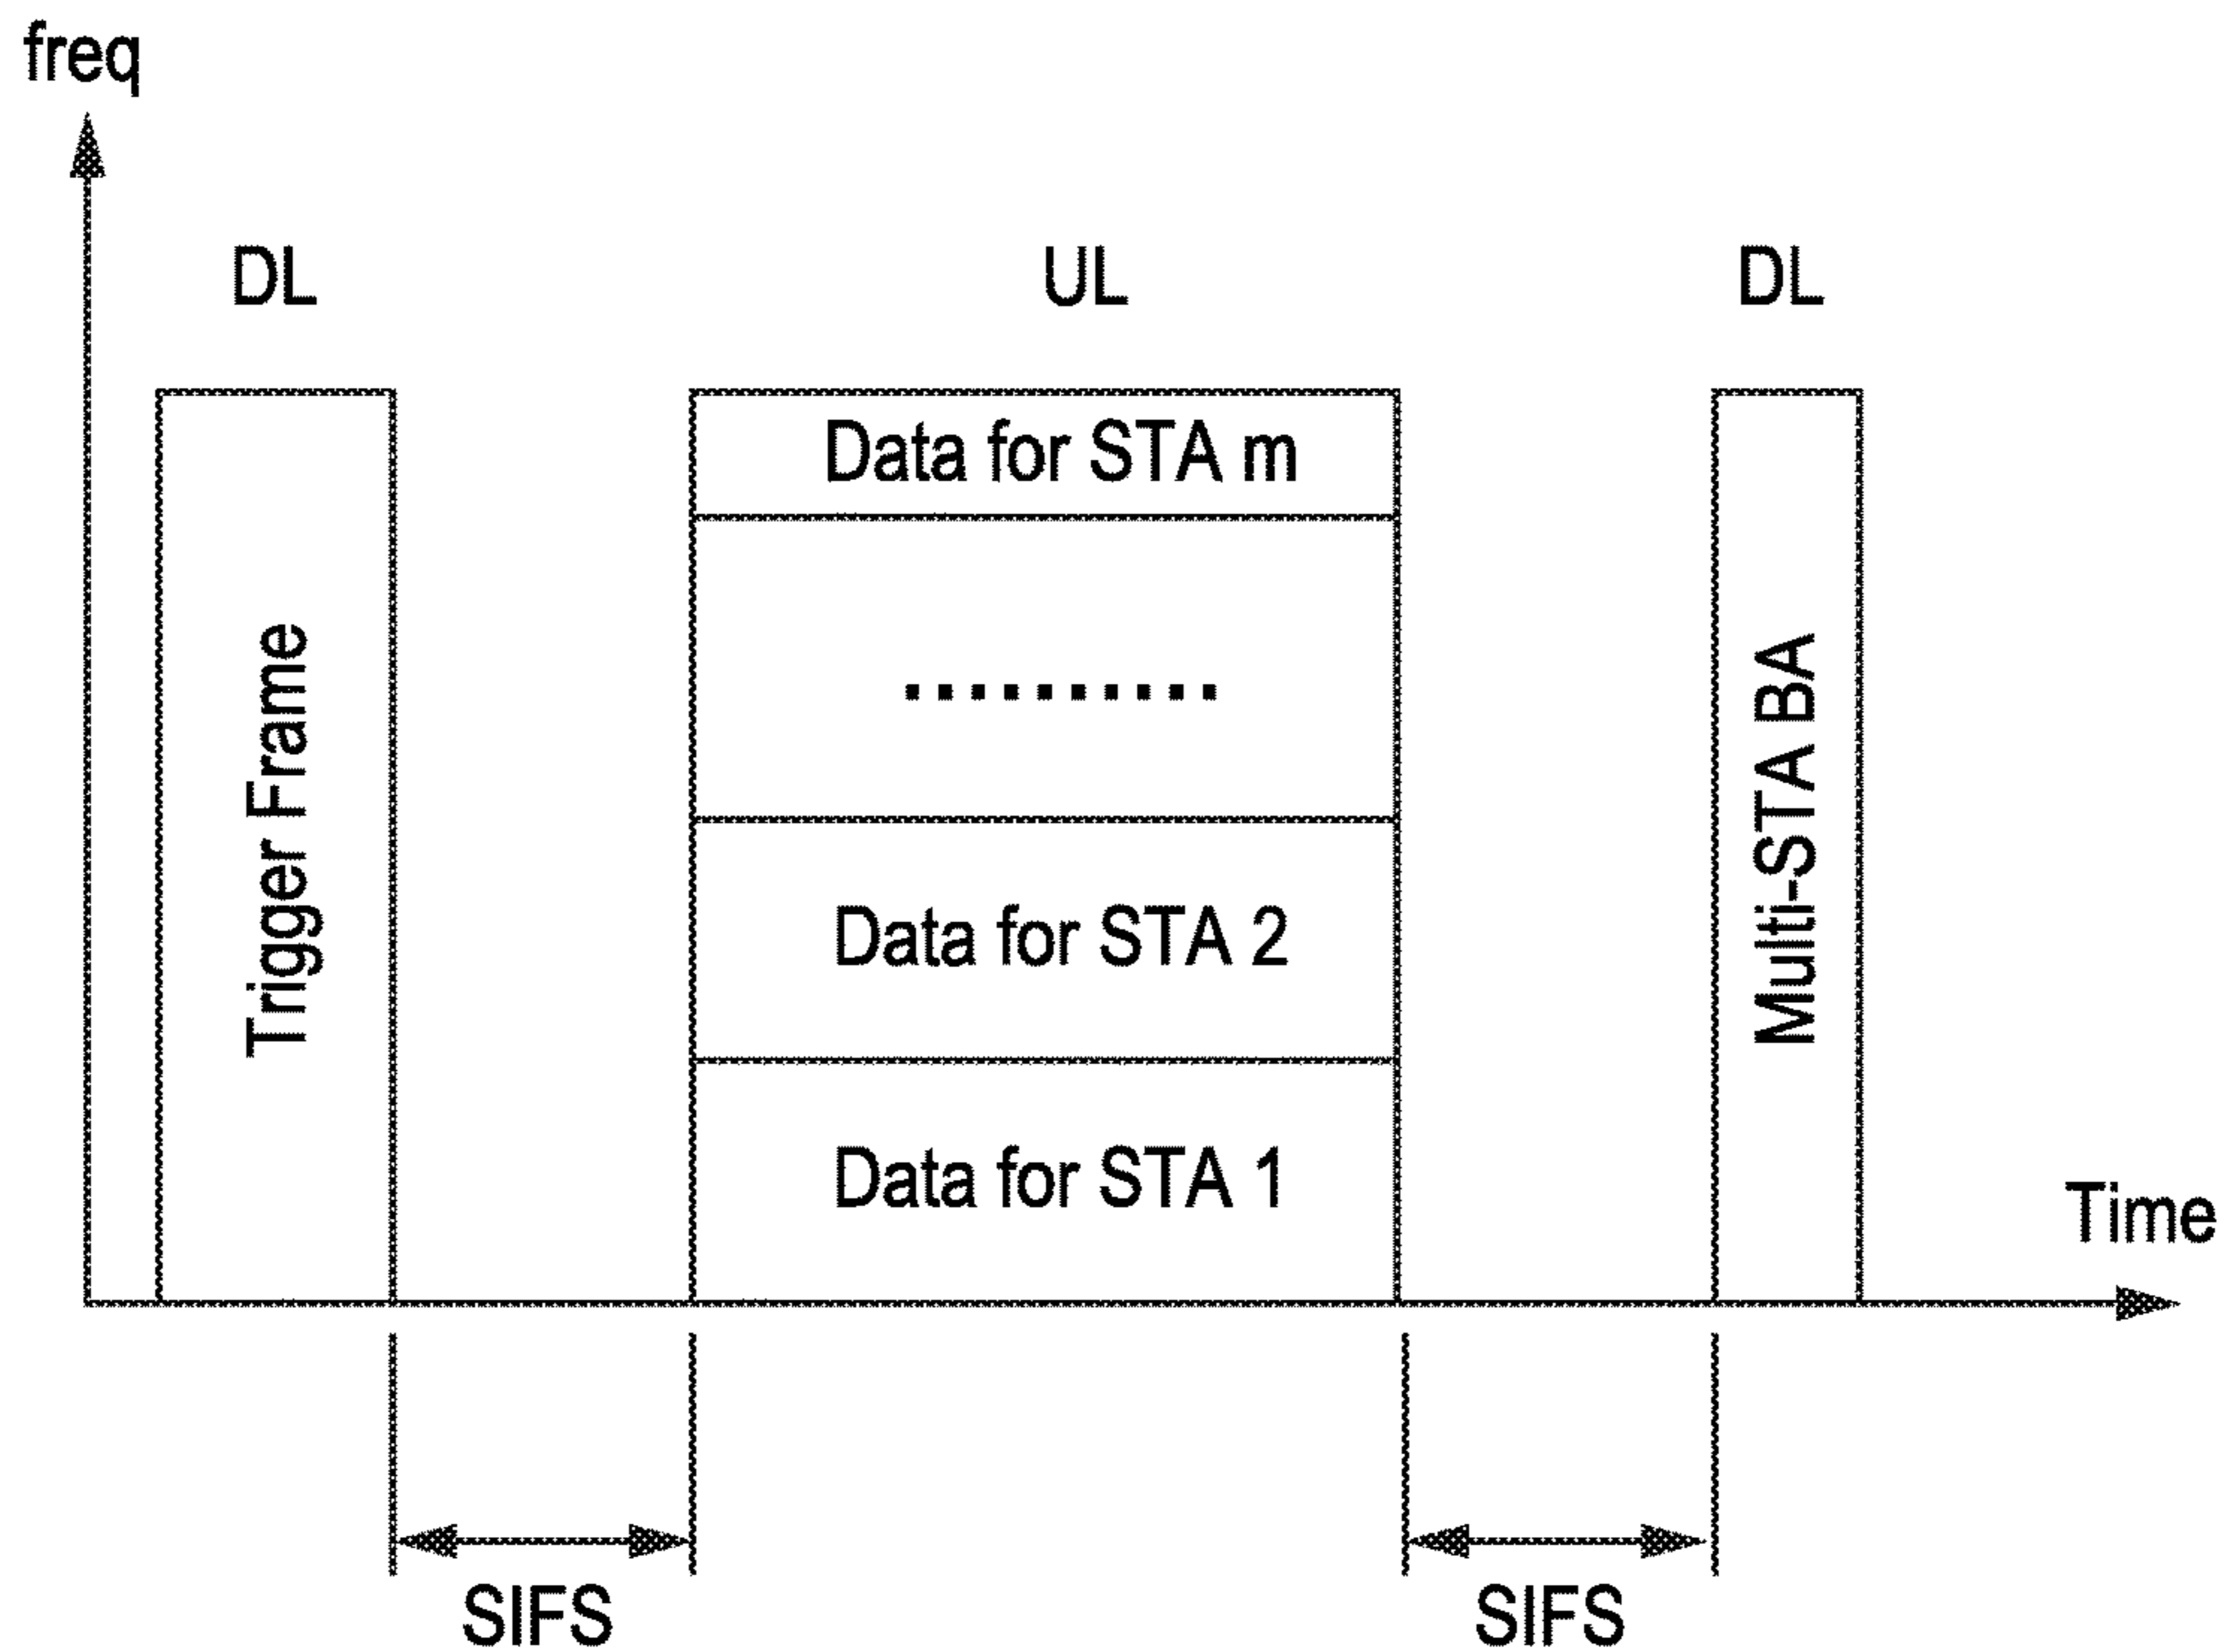 freq
DL
UL
DL
Trigger Frame
Data for STA m
..........
Data for STA 2
Data for STA 1
Multi-STA BA
Time
SIFS
SIFS